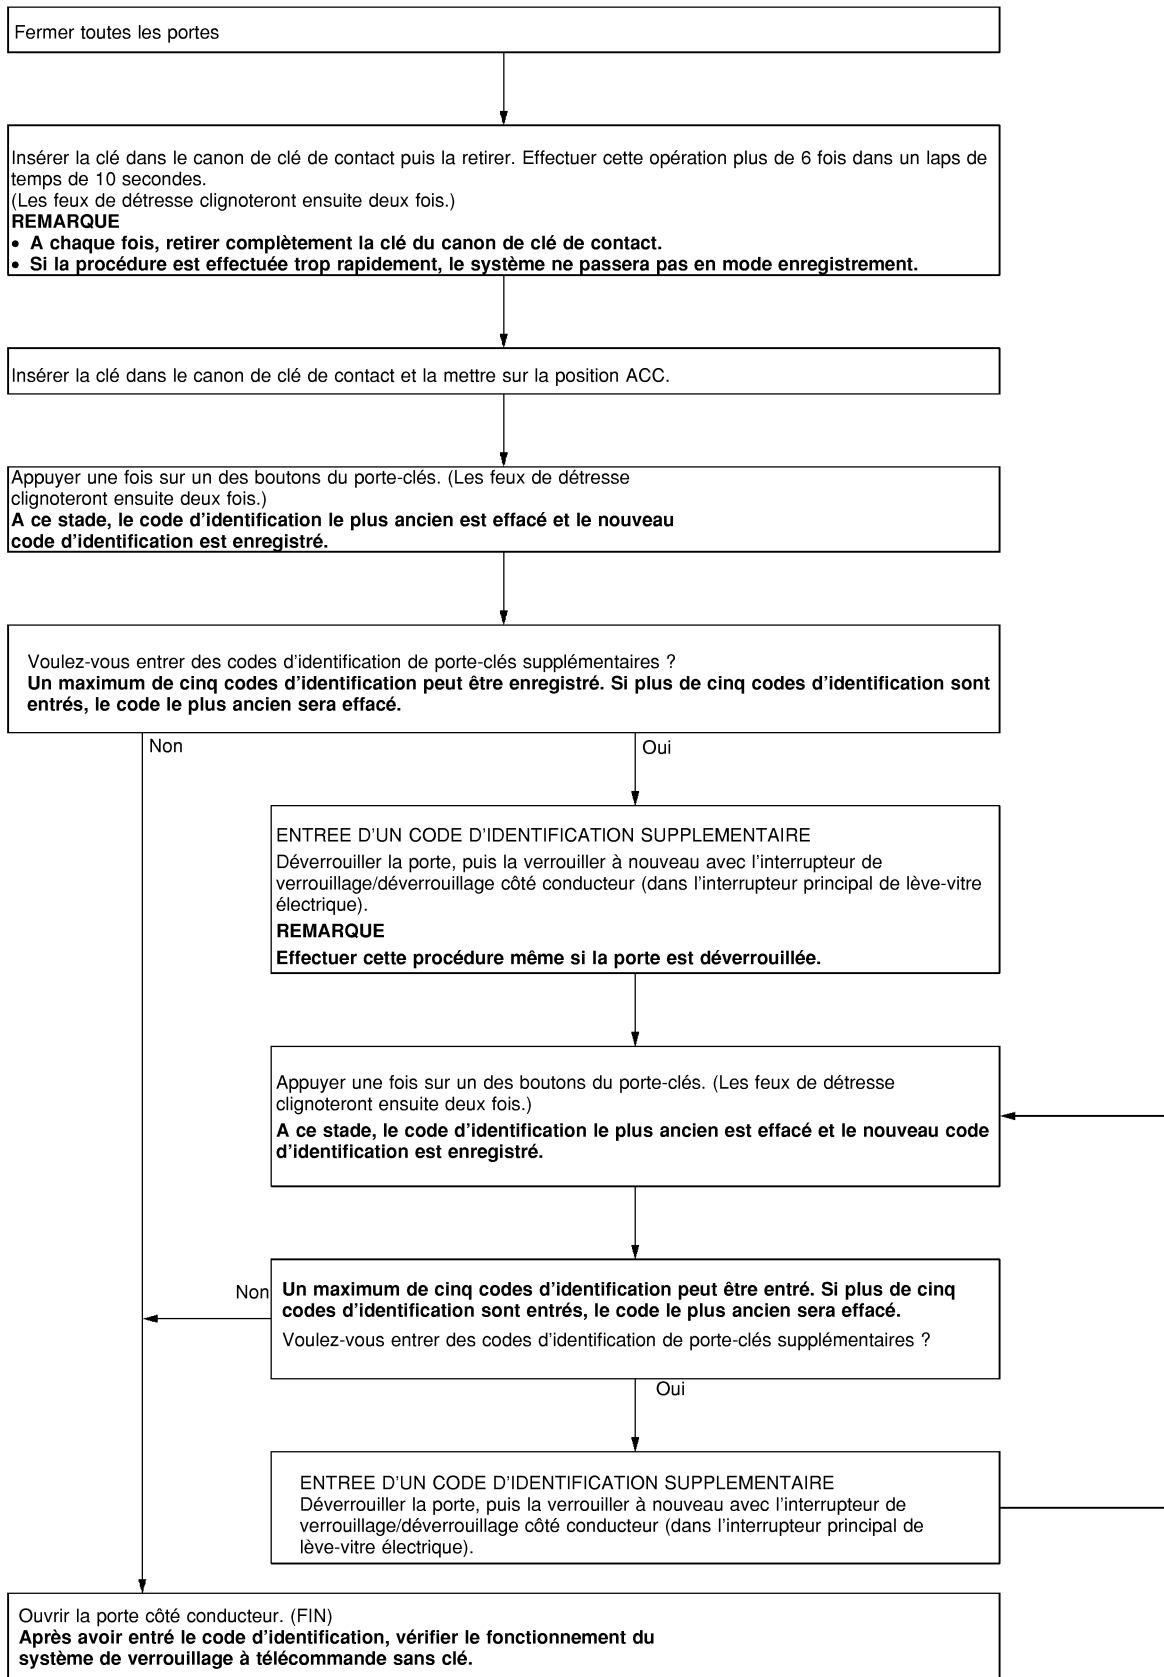 Fermer toutes les portes
Insérer la clé dans le canon de clé de contact puis la retirer. Effectuer cette opération plus de 6 fois dans un laps de
temps de 10 secondes.
(Les feux de détresse clignoteront ensuite deux fois.)
REMARQUE
• A chaque fois, retirer complètement la clé du canon de clé de contact.
• Si la procédure est effectuée trop rapidement, le système ne passera pas en mode enregistrement.
Insérer la clé dans le canon de clé de contact et la mettre sur la position ACC.
Appuyer une fois sur un des boutons du porte-clés. (Les feux de détresse
clignoteront ensuite deux fois.)
A ce stade, le code d'identification le plus ancien est effacé et le nouveau
code d'identification est enregistré.
Voulez-vous entrer des codes d'identification de porte-clés supplémentaires ?
Un maximum de cinq codes d'identification peut être enregistré. Si plus de cinq codes d'identification sont
entrés, le code le plus ancien sera effacé.
Non
Oui
ENTREE D'UN CODE D'IDENTIFICATION SUPPLEMENTAIRE
Déverrouiller la porte, puis la verrouiller à nouveau avec l'interrupteur de
verrouillage/déverrouillage côté conducteur (dans l'interrupteur principal de lève-vitre
électrique).
REMARQUE
Effectuer cette procédure même si la porte est déverrouillée.
Appuyer une fois sur un des boutons du porte-clés. (Les feux de détresse
clignoteront ensuite deux fois.)
A ce stade, le code d'identification le plus ancien est effacé et le nouveau code
d'identification est enregistré.
Non
Un maximum de cinq codes d'identification peut être entré. Si plus de cinq
codes d'identification sont entrés, le code le plus ancien sera effacé.
Voulez-vous entrer des codes d'identification de porte-clés supplémentaires ?
Oui
ENTREE D'UN CODE D'IDENTIFICATION SUPPLEMENTAIRE
Déverrouiller la porte, puis la verrouiller à nouveau avec l'interrupteur de
verrouillage/déverrouillage côté conducteur (dans l'interrupteur principal de
lève-vitre électrique).
Ouvrir la porte côté conducteur. (FIN)
Après avoir entré le code d'identification, vérifier le fonctionnement du
système de verrouillage à télécommande sans clé.